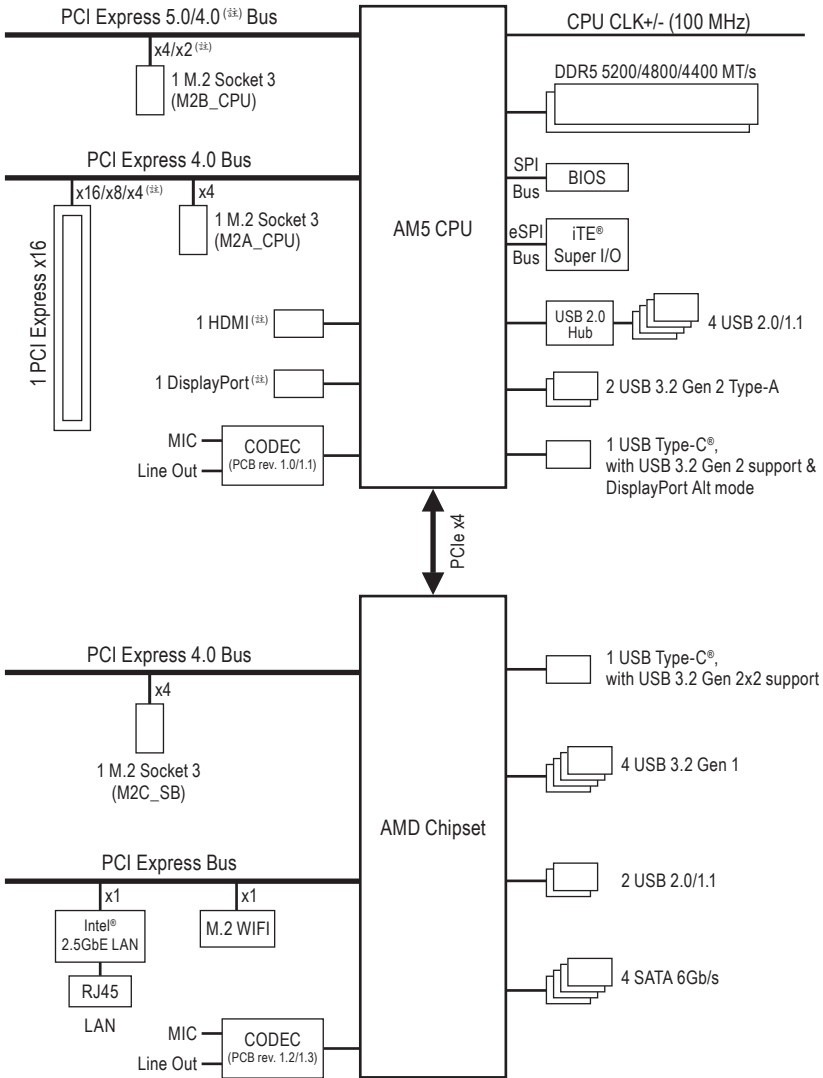 PCI Express 5.0/4.0 (註) Bus
x4/x2 (註)
1 M.2 Socket 3
(M2B_CPU)
PCI Express 4.0 Bus
x16/x8/x4 (註)
x4
1 M.2 Socket 3
(M2A_CPU)
1 PCI Express x16
1 HDMI (註)
1 DisplayPort (註)
MIC
Line Out
CODEC
(PCB rev. 1.0/1.1)
AM5 CPU
CPU CLK+/- (100 MHz)
DDR5 5200/4800/4400 MT/s
SPI
Bus
BIOS
eSPI
Bus
iTE®
Super I/O
USB 2.0
Hub
4 USB 2.0/1.1
2 USB 3.2 Gen 2 Type-A
1 USB Type-C®,
with USB 3.2 Gen 2 support &
DisplayPort Alt mode
PCIe x4
PCI Express 4.0 Bus
x4
1 M.2 Socket 3
(M2C_SB)
PCI Express Bus
x1
x1
Intel®
2.5GbE LAN
M.2 WIFI
RJ45
LAN
MIC
Line Out
CODEC
(PCB rev. 1.2/1.3)
AMD Chipset
1 USB Type-C®,
with USB 3.2 Gen 2x2 support
4 USB 3.2 Gen 1
2 USB 2.0/1.1
4 SATA 6Gb/s